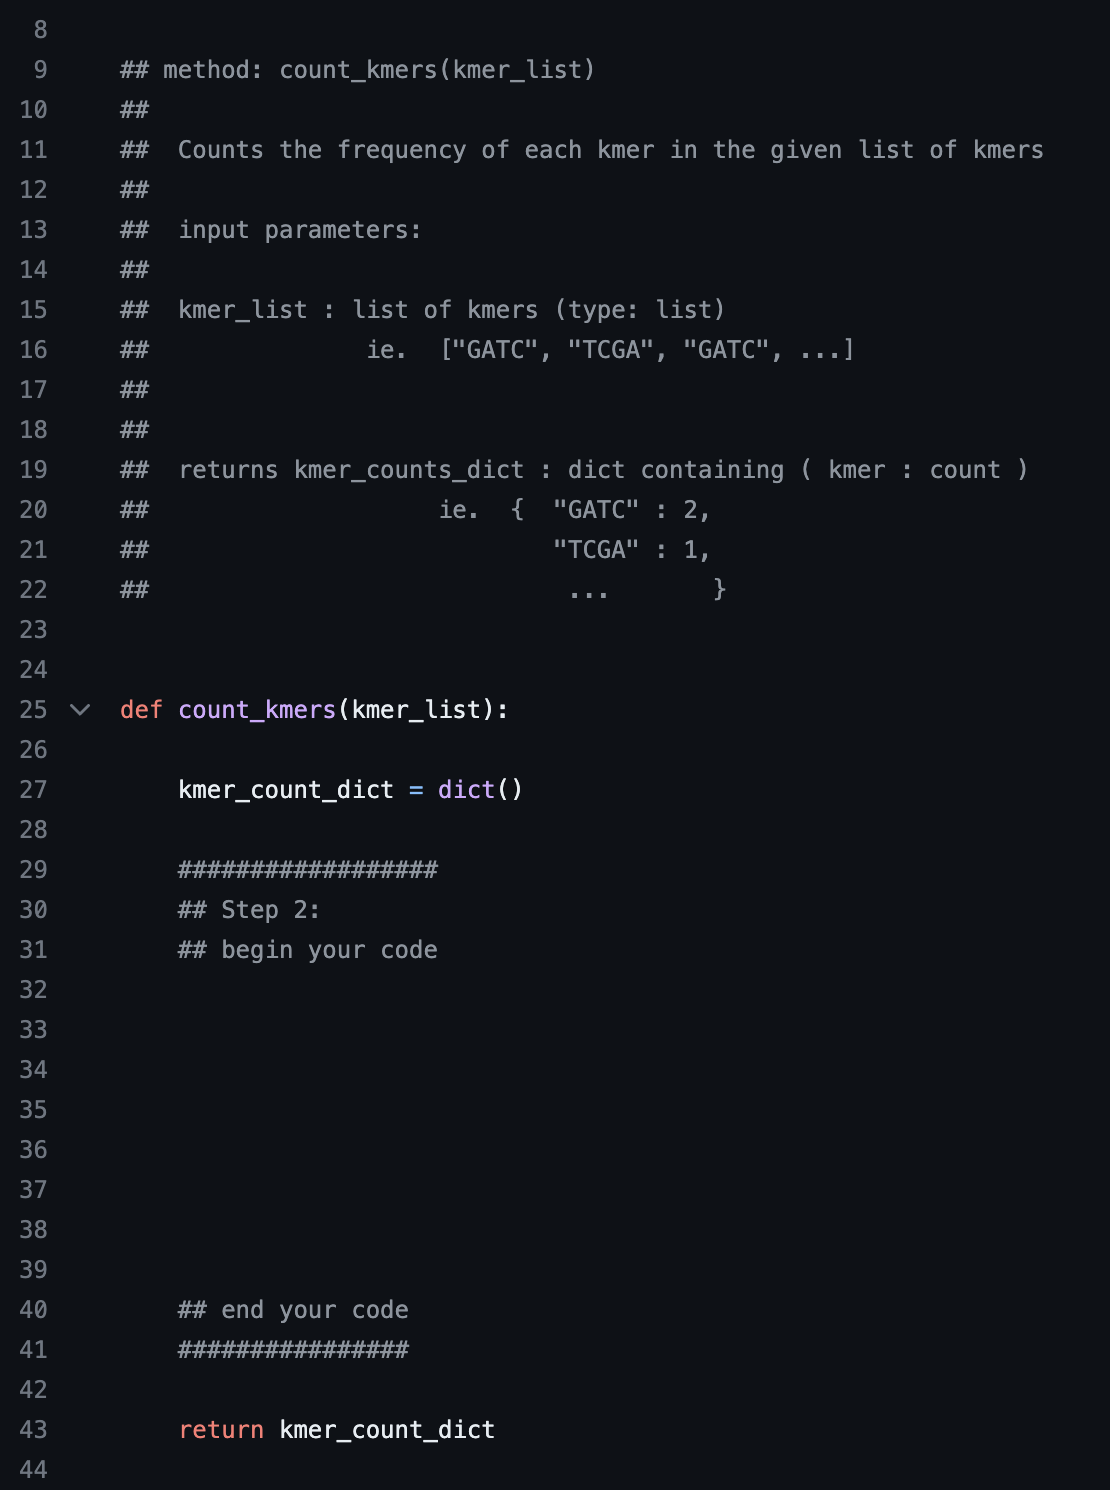 8
9 ## method: count_kmers(kmer_list)
10 ##
11 ##  Counts the frequency of each kmer in the given list of kmers
12 ##
13 ##  input parameters:
14 ##
15 ##  kmer_list : list of kmers (type: list)
16 ##               ie.  ["GATC", "TCGA", "GATC", ...]
17 ##
18 ##
19 ##  returns kmer_counts_dict : dict containing ( kmer : count )
20 ##                    ie.  {  "GATC" : 2,
21 ##                            "TCGA" : 1,
22 ##                             ...       }
23
24
25 def count_kmers(kmer_list):
26
27     kmer_count_dict = dict()
28
29     ##################
30     ## Step 2:
31     ## begin your code
32
33
34
35
36
37
38
39
40     ## end your code
41     ################
42
43     return kmer_count_dict
44